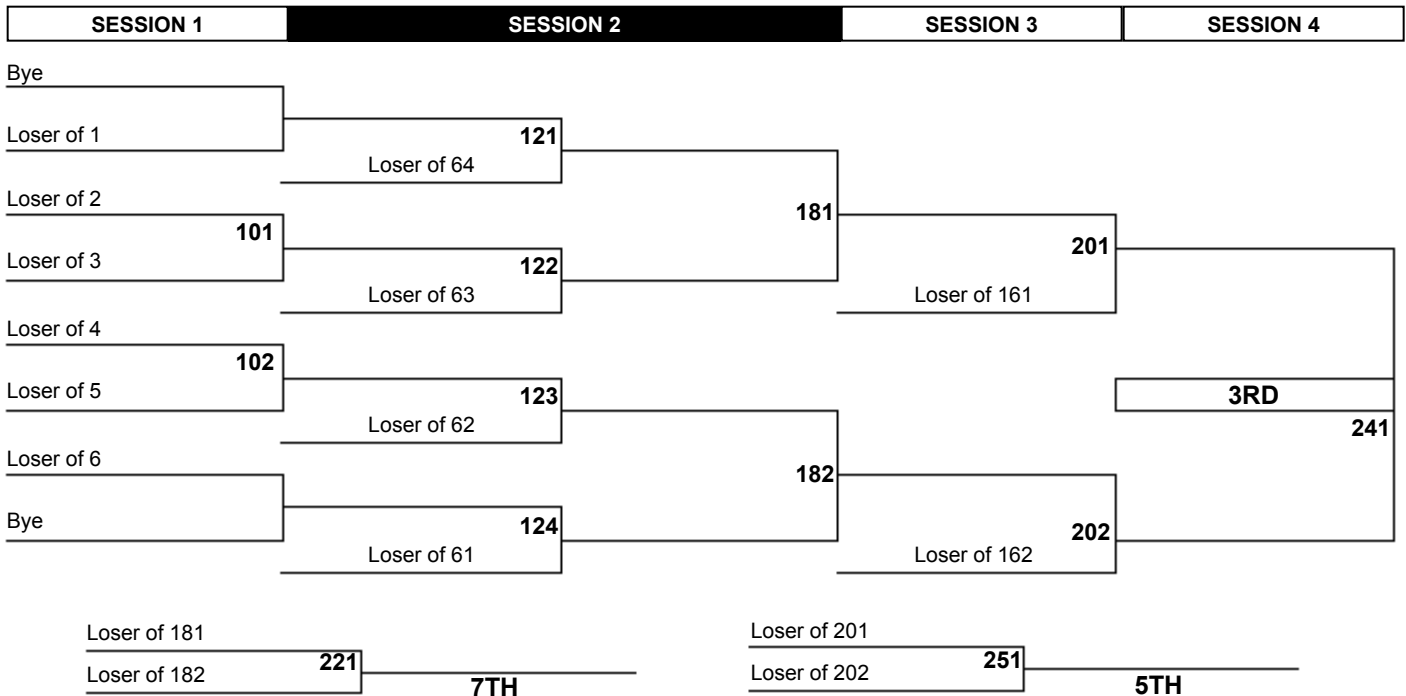 SESSION 1 SESSION 2 SESSION 3 SESSION 4
Bye
Loser of 1
121
Loser of 64
Loser of 2
181
101
201
Loser of 3
122
Loser of 63
Loser of 161
Loser of 4
102
Loser of 5
123
3RD
Loser of 62
241
Loser of 6
182
Bye
124
202
Loser of 61
Loser of 162
Loser of 181
221
Loser of 182
7TH
Loser of 201
251
Loser of 202
5TH